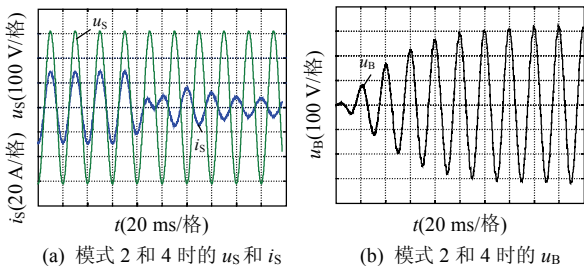 uS
iS
iS(20 A/格) uS(100 V/格)
t(20 ms/格)
(a) 模式 2 和 4 时的 uS 和 iS
uB
uB(100 V/格)
t(20 ms/格)
(b) 模式 2 和 4 时的 uB